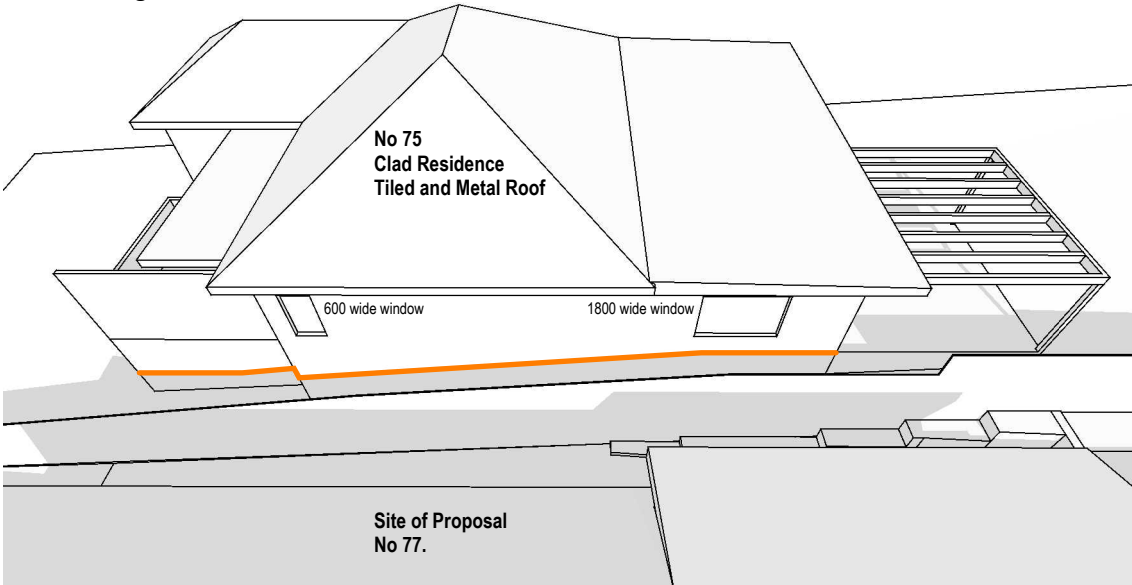 No 75
Clad Residence
Tiled and Metal Roof
600 wide window
1800 wide window
Site of Proposal
No 77.